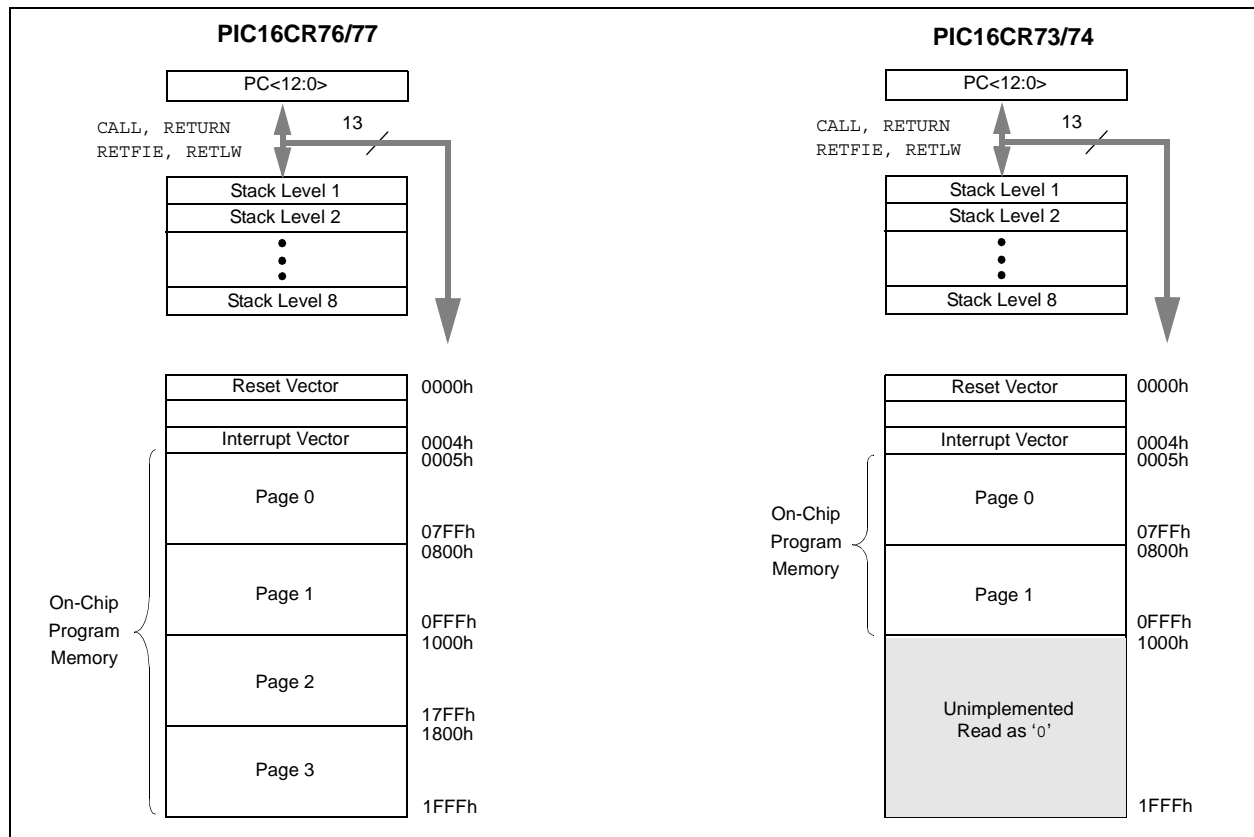 PIC16CR76/77
PC<12:0>
CALL, RETURN
RETFIE, RETLW
13
Stack Level 1
Stack Level 2
Stack Level 8
Reset Vector
0000h
Interrupt Vector
0004h
0005h
Page 0
07FFh
0800h
Page 1
0FFFh
1000h
Page 2
17FFh
1800h
Page 3
1FFFh
On-Chip
Program
Memory
PIC16CR73/74
PC<12:0>
CALL, RETURN
RETFIE, RETLW
13
Stack Level 1
Stack Level 2
Stack Level 8
Reset Vector
0000h
Interrupt Vector
0004h
0005h
Page 0
07FFh
0800h
Page 1
0FFFh
1000h
On-Chip
Program
Memory
Unimplemented
Read as ‘0’
1FFFh